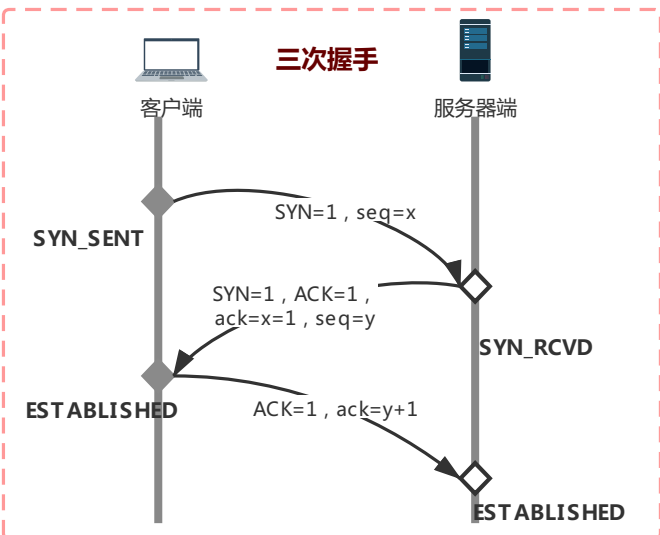 三次握手
客户端
服务器端
SYN=1 , seq=x
SYN_SENT
SYN=1 , ACK=1 ,
ack=x=1 , seq=y
SYN_RCVD
ESTABLISHED
ACK=1 , ack=y+1
ESTABLISHED